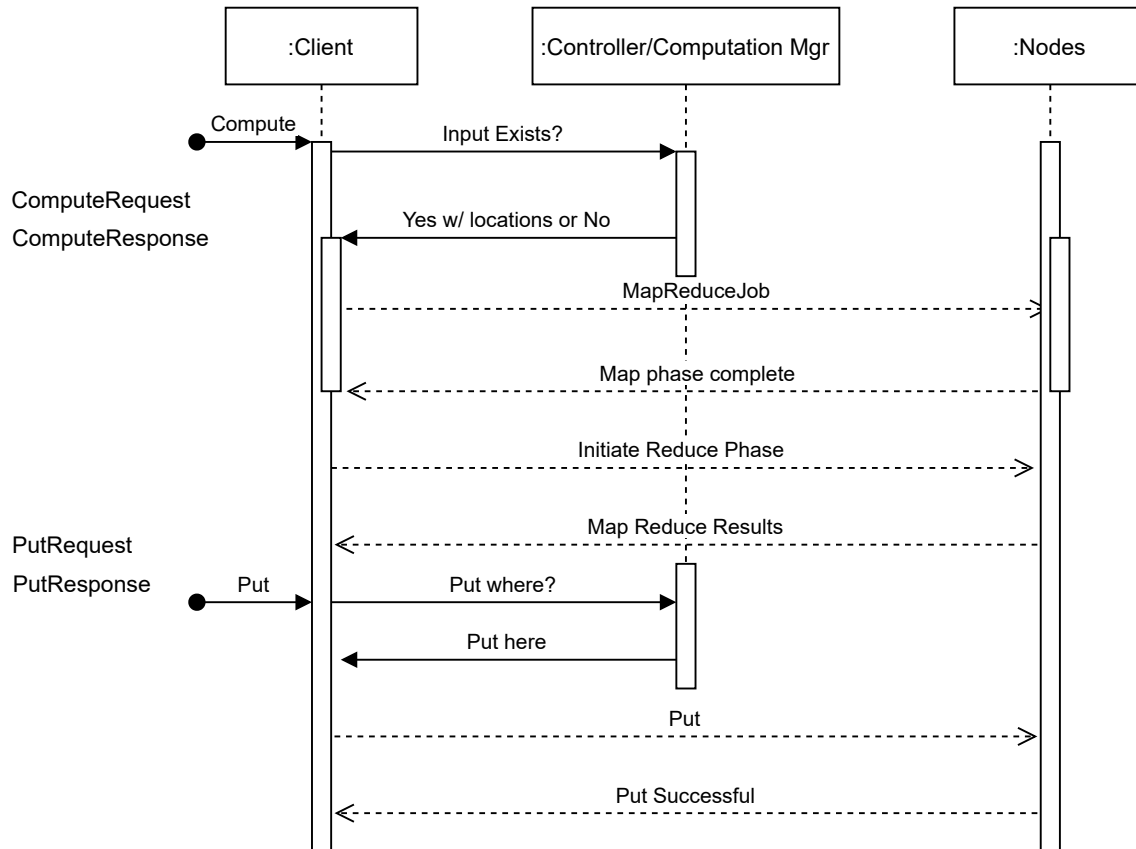 :Client
:Controller/Computation Mgr
:Nodes
Compute
Input Exists?
ComputeRequest
ComputeResponse
Yes w/ locations or No
MapReduceJob
Map phase complete
Initiate Reduce Phase
Map Reduce Results
PutRequest
PutResponse
Put
Put where?
Put here
Put
Put Successful